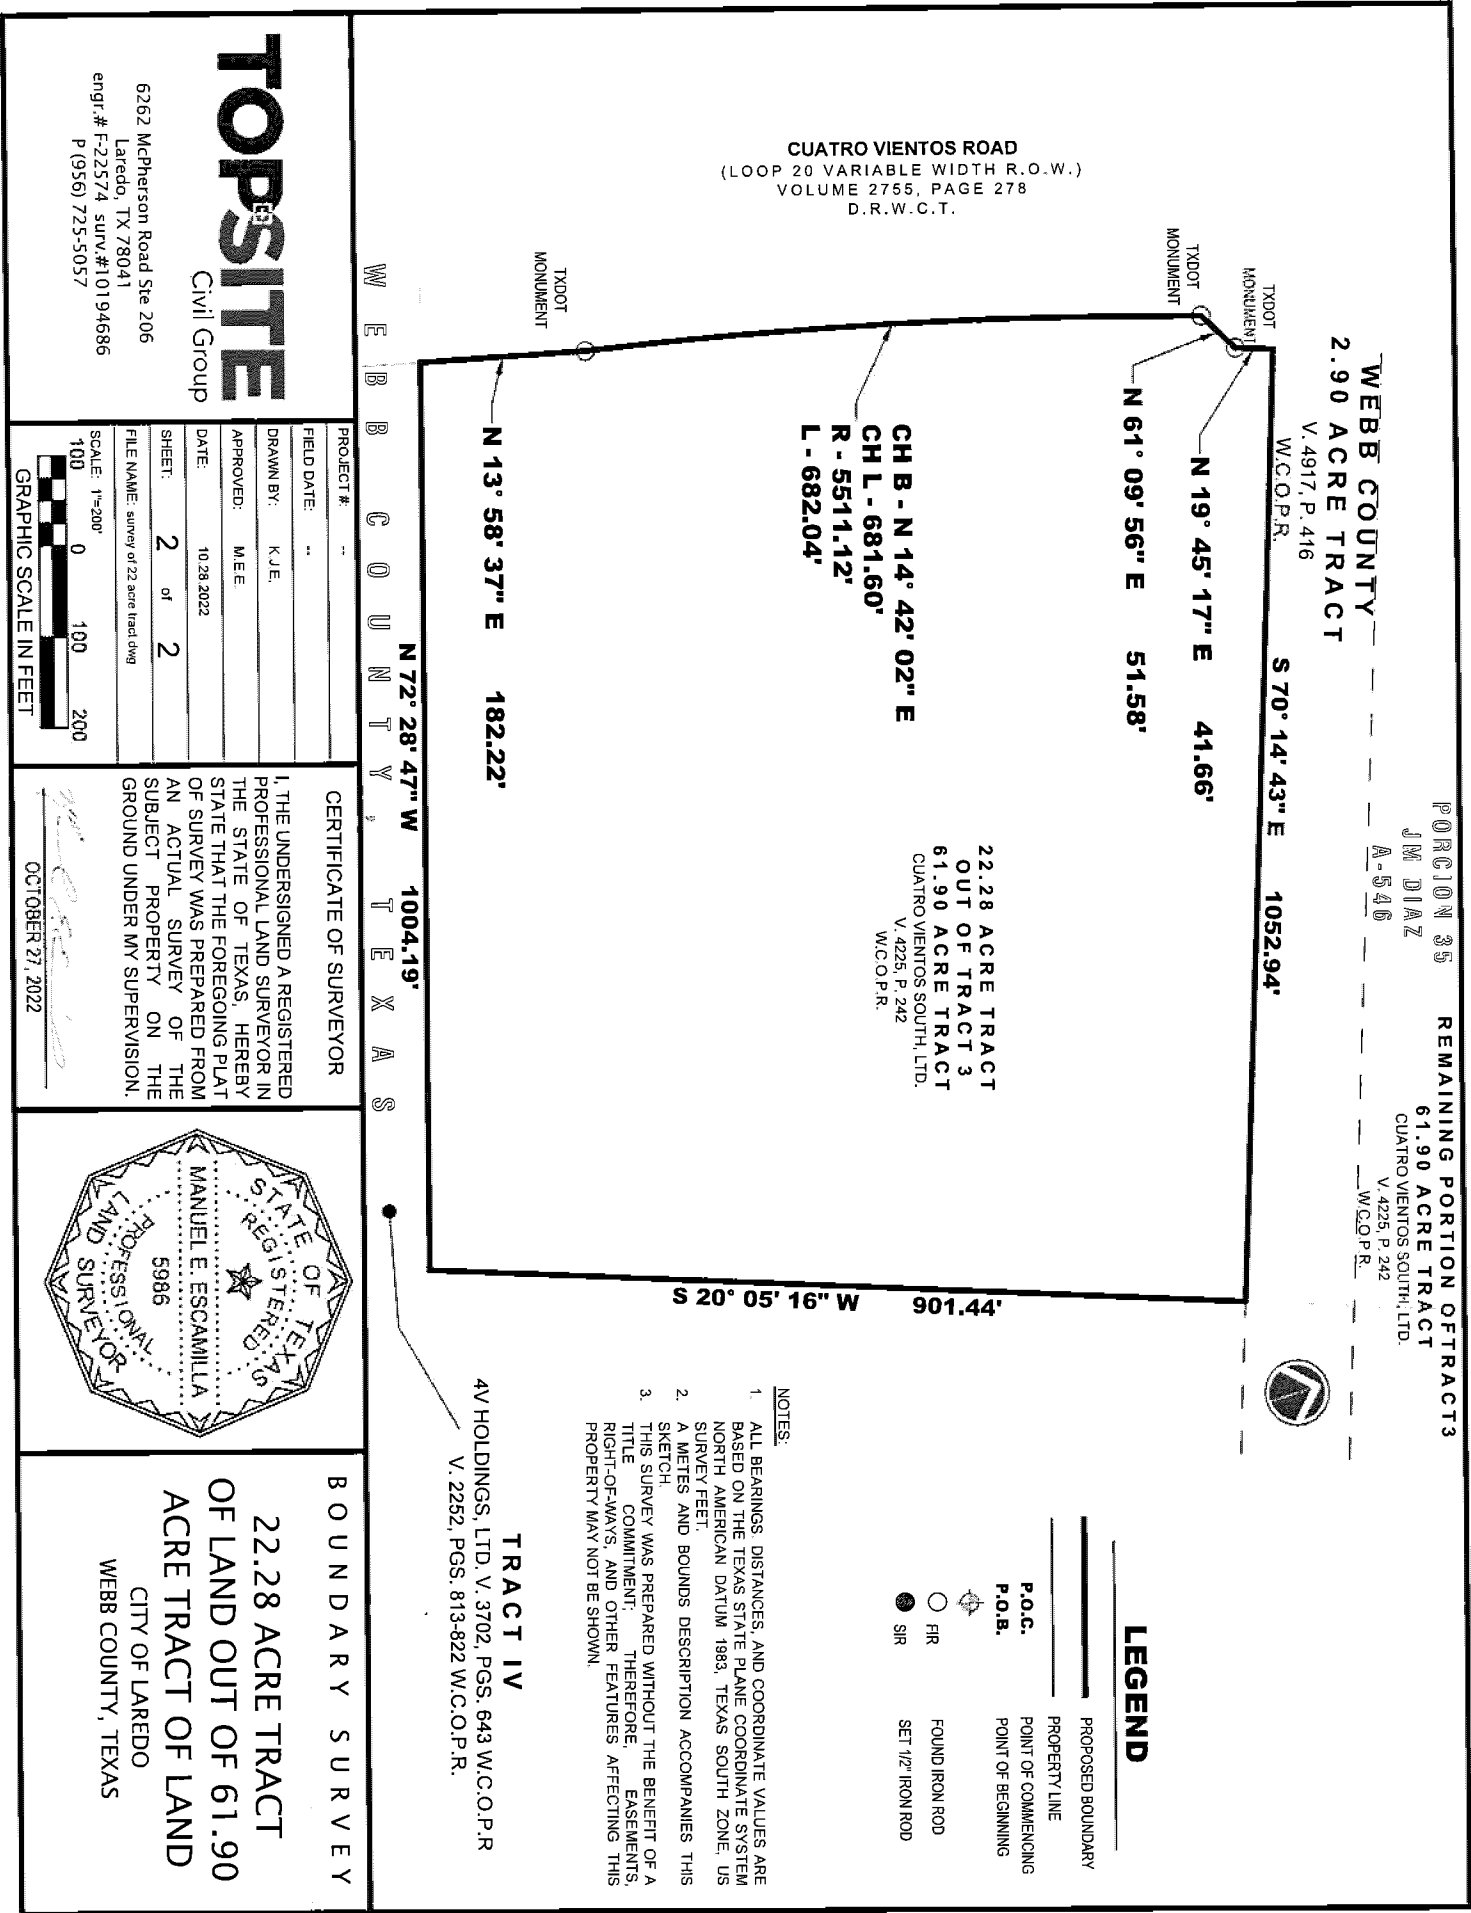 CUATRO VIENTOS ROAD
(LOOP 20 VARIABLE WIDTH R.O.W.)
VOLUME 2755, PAGE 278
D.R.W.C.T.
WEBB COUNTY
2.90 ACRE TRACT
V. 4917, P. 416
W.C.O.P.R.
PORCION 35
JM DIAZ
A-546
REMAINING PORTION OF TRACT 3
61.90 ACRE TRACT
CUATRO VIENTOS SOUTH, LTD.
V. 4225, P. 242
W.C.O.P.R.
TXDOT
MONUMENT
TXDOT
MONUMENT
TXDOT
MONUMENT
S 70° 14' 43" E 1052.94'
N 19° 45' 17" E 41.66'
N 61° 09' 56" E 51.58'
CH B - N 14° 42' 02" E
CH L - 681.60'
R - 5511.12'
L - 682.04'
N 13° 58' 37" E 182.22'
22.28 ACRE TRACT
OUT OF TRACT 3
61.90 ACRE TRACT
CUATRO VIENTOS SOUTH, LTD.
V. 4225, P. 242
W.C.O.P.R.
S 20° 05' 16" W 901.44'
N 72° 28' 47" W 1004.19'
WEBB COUNTY, TEXAS
LEGEND
PROPOSED BOUNDARY
PROPERTY LINE
P.O.C. POINT OF COMMENCING
P.O.B. POINT OF BEGINNING
FIR FOUND IRON ROD
SIR SET 1/2" IRON ROD
NOTES:
1. ALL BEARINGS, DISTANCES, AND COORDINATE VALUES ARE
BASED ON THE TEXAS STATE PLANE COORDINATE SYSTEM
NORTH AMERICAN DATUM 1983, TEXAS SOUTH ZONE, US
SURVEY FEET.
2. A METES AND BOUNDS DESCRIPTION ACCOMPANIES THIS
SKETCH.
3. THIS SURVEY WAS PREPARED WITHOUT THE BENEFIT OF A
TITLE COMMITMENT; THEREFORE, EASEMENTS,
RIGHT-OF-WAYS, AND OTHER FEATURES AFFECTING THIS
PROPERTY MAY NOT BE SHOWN.
TRACT IV
4V HOLDINGS, LTD. V. 3702, PGS. 643 W.C.O.P.R
V. 2252, PGS. 813-822 W.C.O.P.R.
TOPSITE
Civil Group
6262 McPherson Road Ste 206
Laredo, TX 78041
engr.# F-22574 surv.#10194686
P (956) 725-5057
PROJECT #: --
FIELD DATE: --
DRAWN BY: K.J.E.
APPROVED: M.E.E.
DATE: 10.28.2022
SHEET: 2 of 2
FILE NAME: survey of 22 acre tract dwg
SCALE: 1"=200'
100 0 100 200
GRAPHIC SCALE IN FEET
CERTIFICATE OF SURVEYOR
I, THE UNDERSIGNED A REGISTERED
PROFESSIONAL LAND SURVEYOR IN
THE STATE OF TEXAS, HEREBY
STATE THAT THE FOREGOING PLAT
OF SURVEY WAS PREPARED FROM
AN ACTUAL SURVEY OF THE
SUBJECT PROPERTY ON THE
GROUND UNDER MY SUPERVISION.
OCTOBER 27, 2022
STATE OF TEXAS
REGISTERED
MANUEL E. ESCAMILLA
5986
PROFESSIONAL
LAND SURVEYOR
BOUNDARY SURVEY
22.28 ACRE TRACT
OF LAND OUT OF 61.90
ACRE TRACT OF LAND
CITY OF LAREDO
WEBB COUNTY, TEXAS